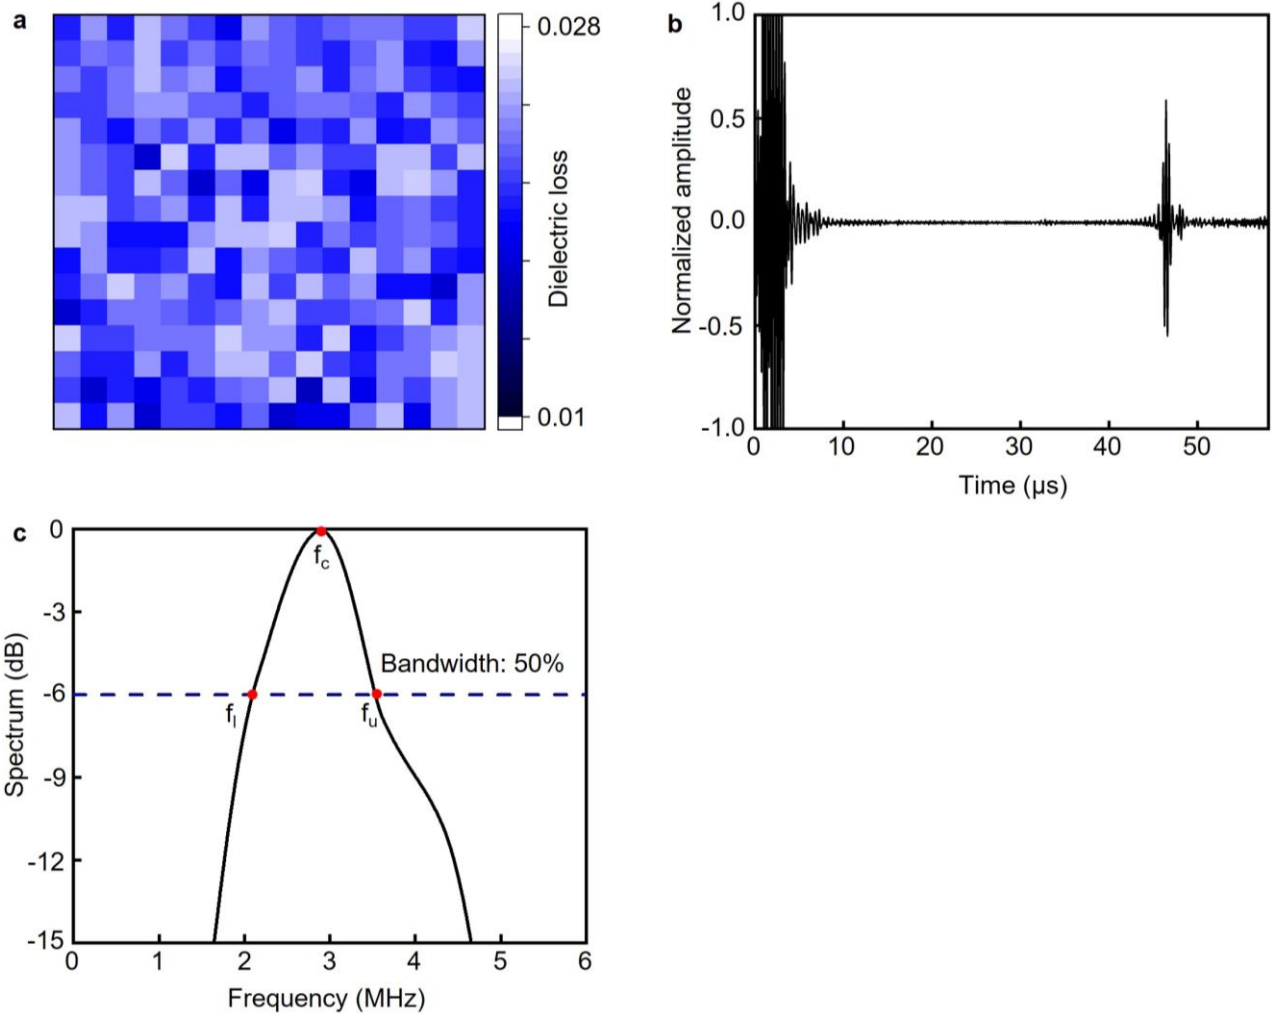 a
0.028
Dielectric loss
0.01
b
Normalized amplitude
1.0
0.5
0.0
-0.5
-1.0
0 10 20 30 40 50
Time (µs)
c
Spectrum (dB)
0
-3
-6
-9
-12
-15
fc
Bandwidth: 50%
fl
fu
0 1 2 3 4 5 6
Frequency (MHz)